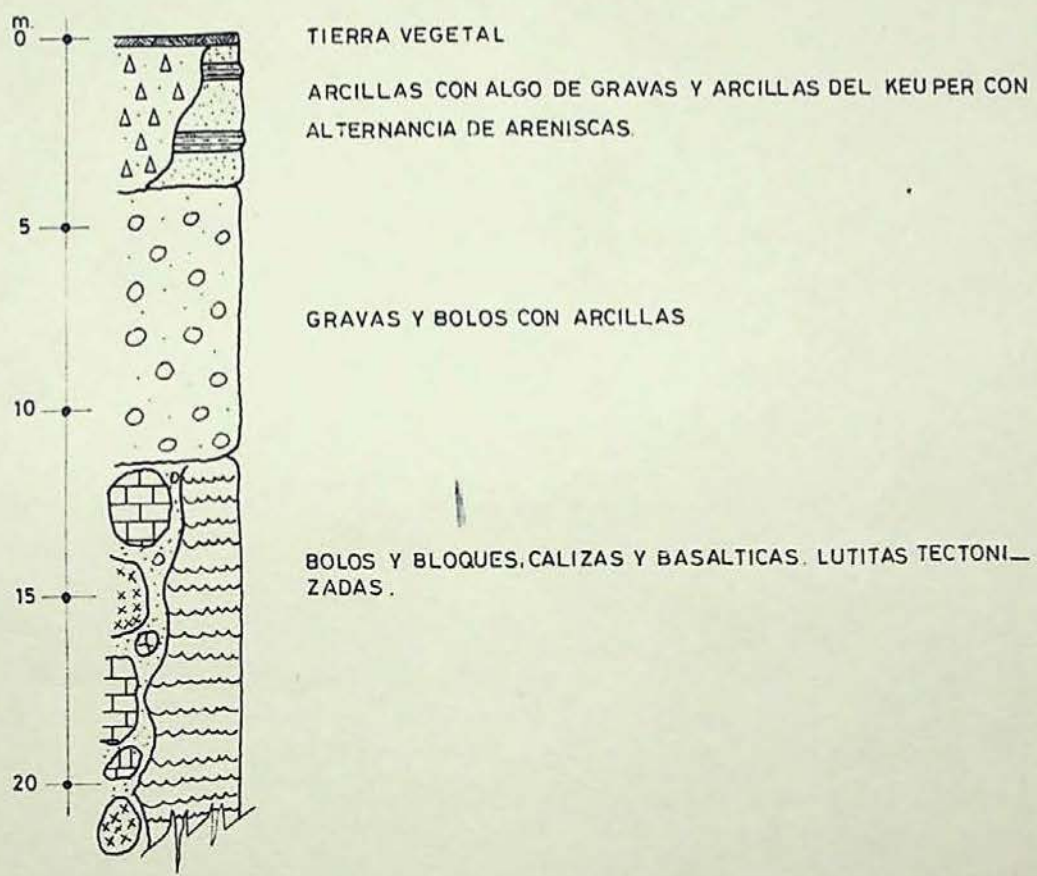 m.
0
TIERRA VEGETAL
ARCILLAS CON ALGO DE GRAVAS Y ARCILLAS DEL KEUPER CON
ALTERNANCIA DE ARENISCAS.
5
GRAVAS Y BOLOS CON ARCILLAS
10
BOLOS Y BLOQUES, CALIZAS Y BASALTICAS. LUTITAS TECTONI_
ZADAS.
15
20